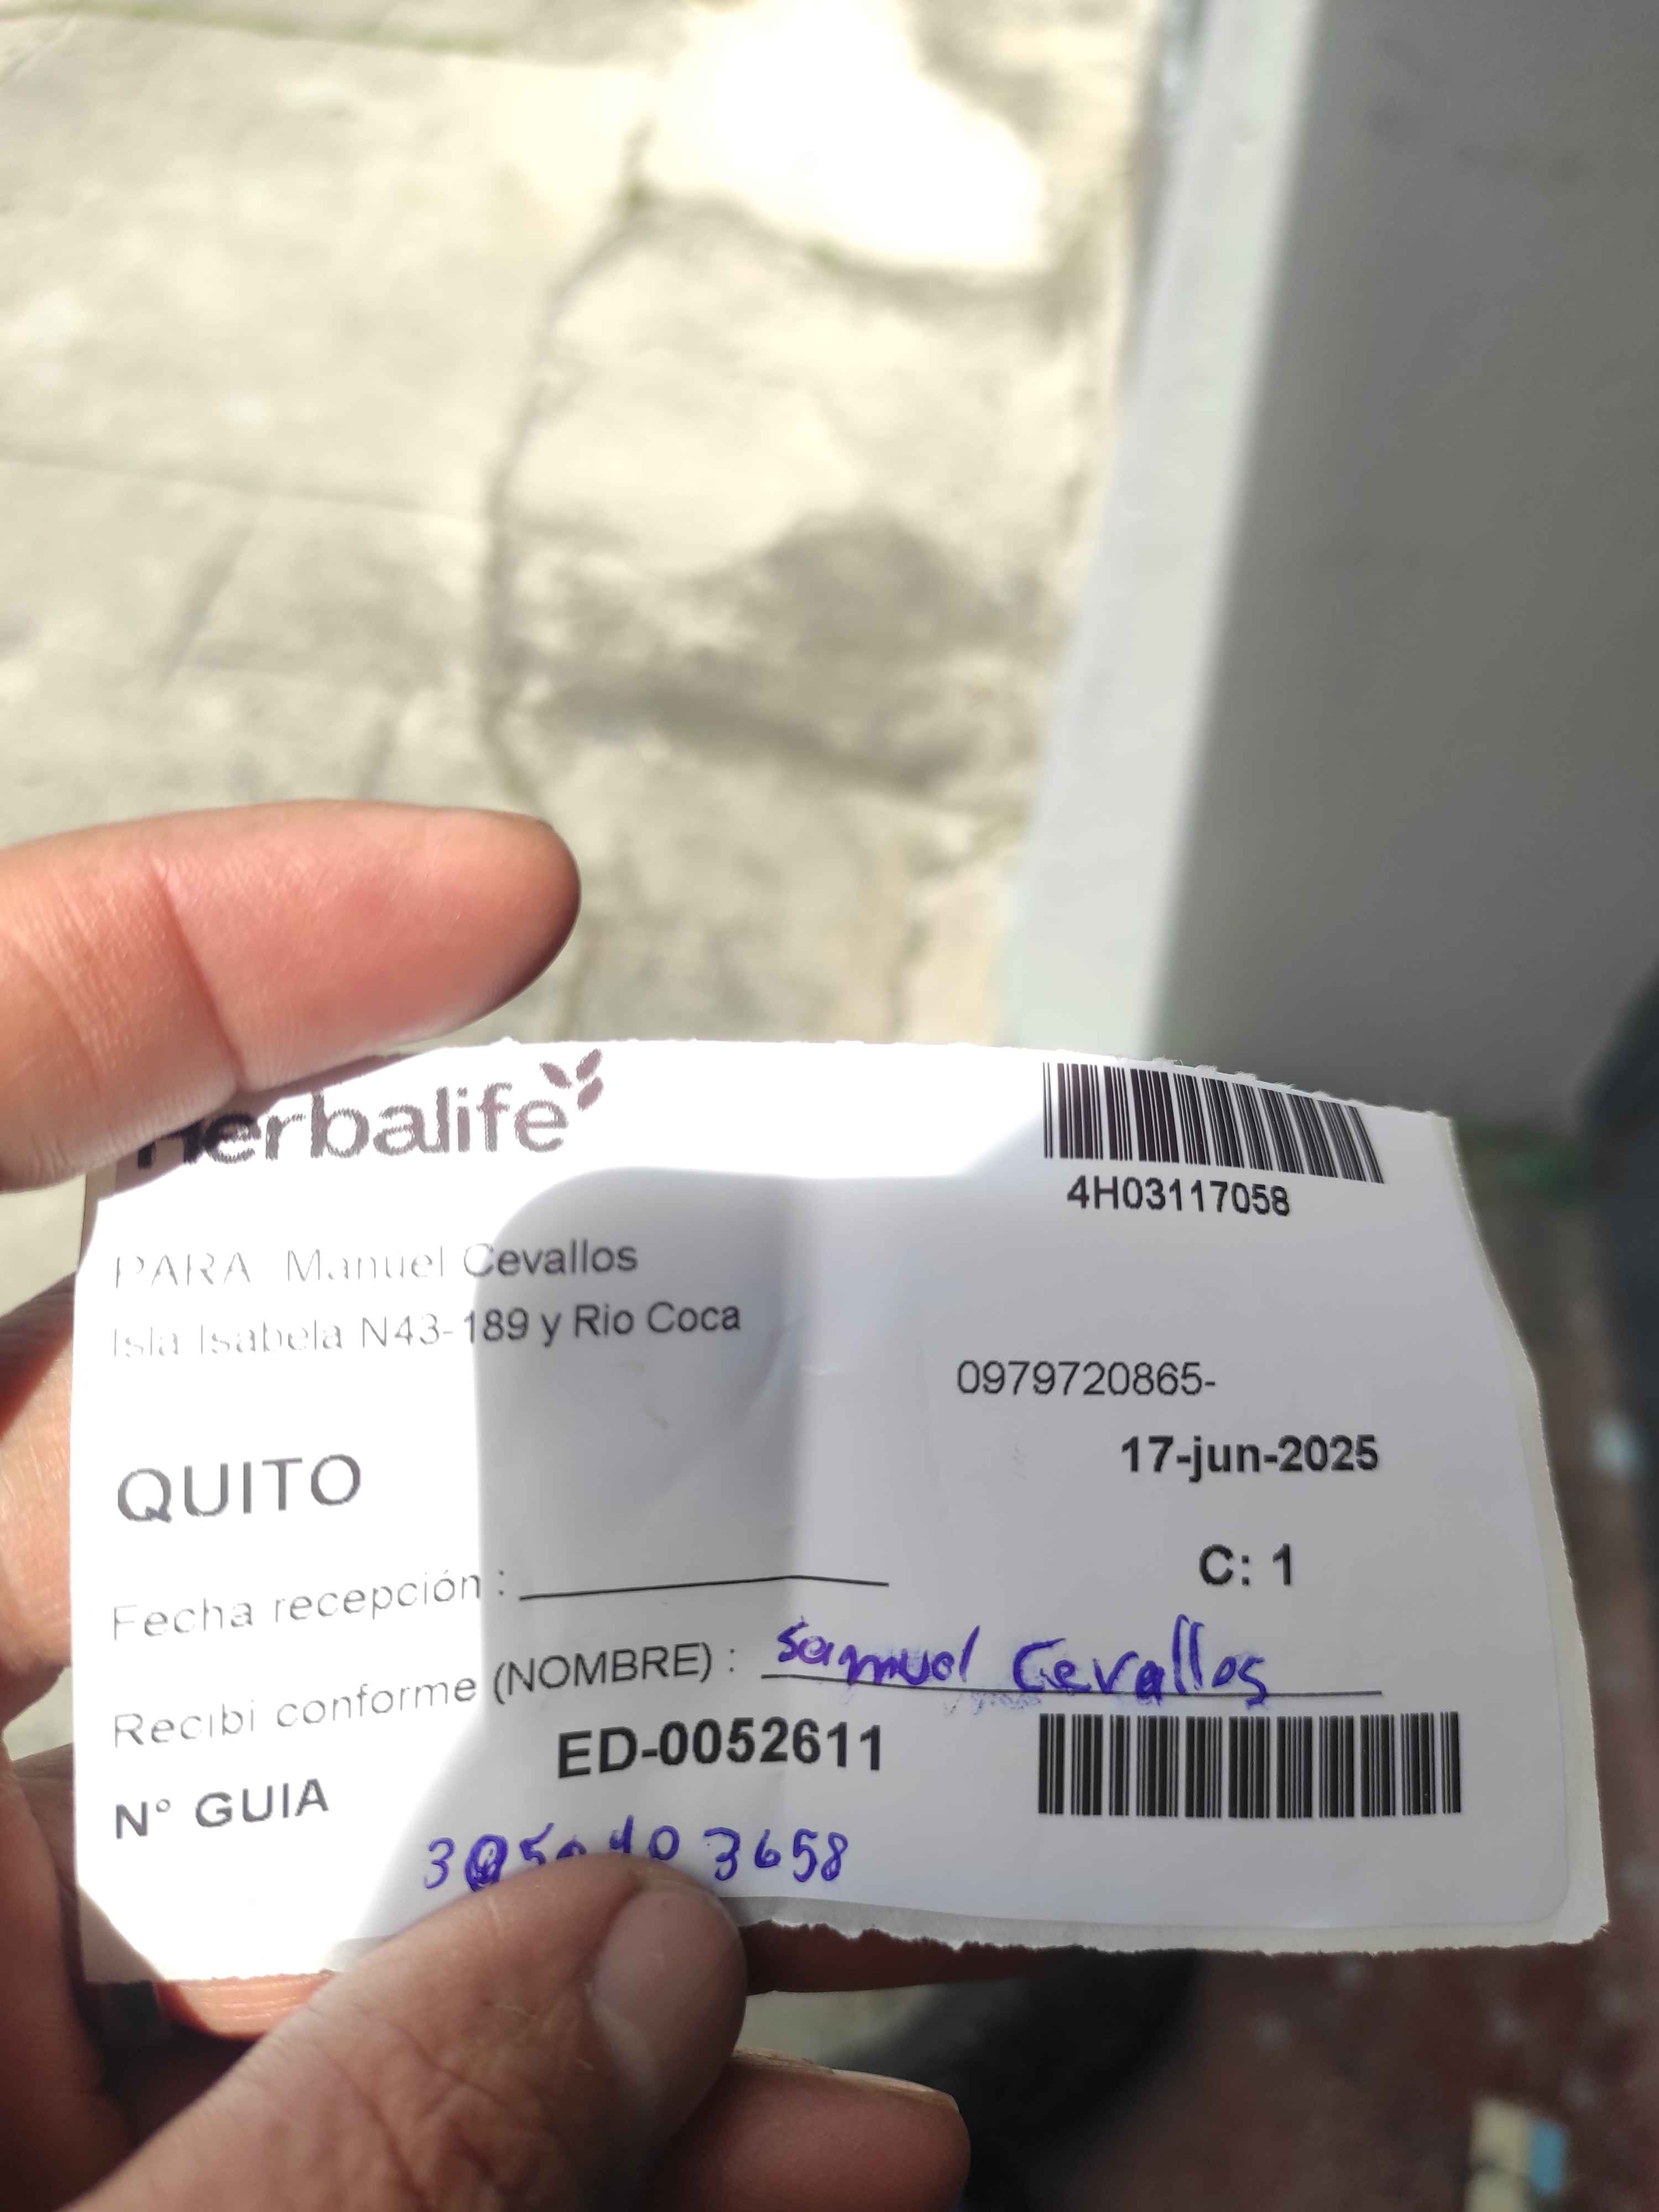 Herbalife
4H03117058
PARA Manuel Cevallos
Isla Isabela N43-189 y Rio Coca
0979720865-
17-jun-2025
QUITO
C: 1
Fecha recepción :
Recibi conforme (NOMBRE) : Samuel Cevallos
N° GUIA ED-0052611